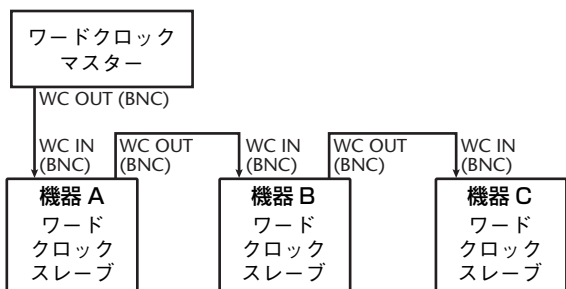 ワードクロック
マスター
WC OUT (BNC)
WC IN
(BNC)
WC OUT
(BNC)
WC IN
(BNC)
WC OUT
(BNC)
WC IN
(BNC)
機器 A
ワード
クロック
スレーブ
機器 B
ワード
クロック
スレーブ
機器 C
ワード
クロック
スレーブ